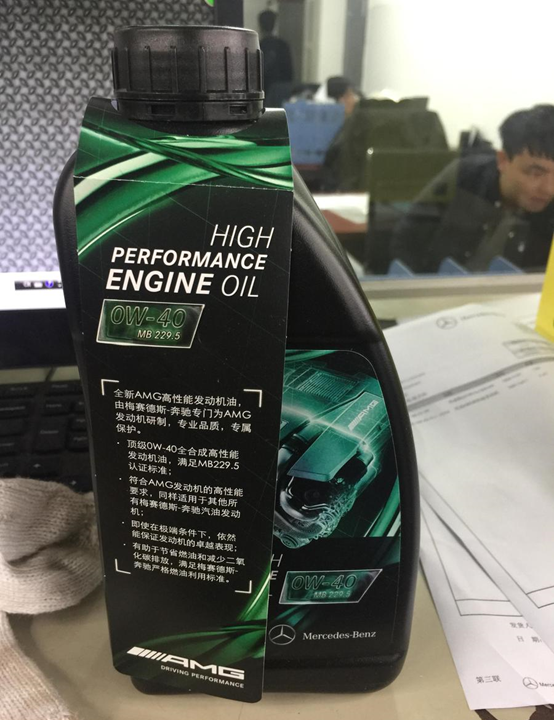 HIGH
PERFORMANCE
ENGINE OIL
0W-40
MB 229.5
全新AMG高性能发动机油，
由梅赛德斯-奔驰专门为AMG
发动机研制，专业品质，专属
保护。
· 顶级0W-40全合成高性能
发动机油，满足MB229.5
认证标准；
· 符合AMG发动机的高性能
要求，同样适用于其他所
有梅赛德斯-奔驰汽油发动
机；
· 即使在极端条件下，依然
能保证发动机的卓越表现；
· 有助于节省燃油和减少二氧
化碳排放，满足梅赛德斯-
奔驰严格燃油利用标准。
AMG
DRIVING PERFORMANCE
AMG
H
E
0W-40
MB 229.5
Mercedes-Benz
第三联